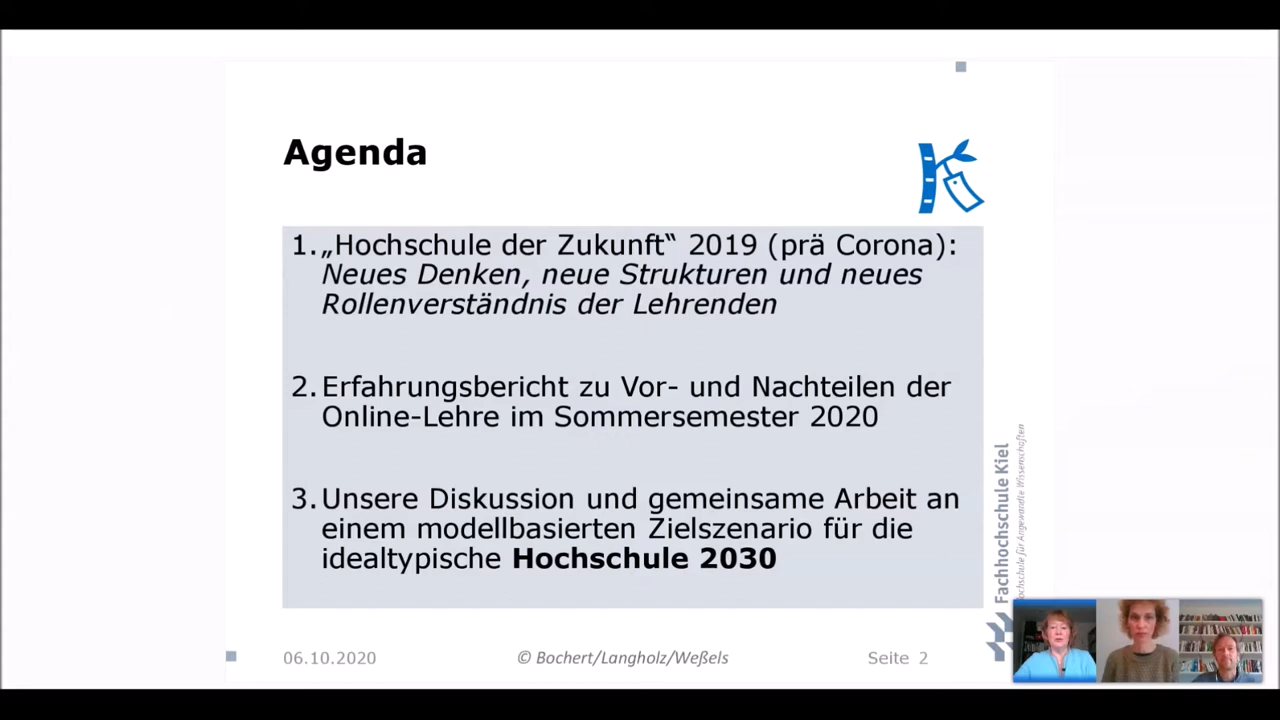 Agenda
1. „Hochschule der Zukunft“ 2019 (prä Corona):
Neues Denken, neue Strukturen und neues
Rollenverständnis der Lehrenden
2. Erfahrungsbericht zu Vor- und Nachteilen der
Online-Lehre im Sommersemester 2020
3. Unsere Diskussion und gemeinsame Arbeit an
einem modellbasierten Zielszenario für die
idealtypische Hochschule 2030
Fachhochschule Kiel
Hochschule für Angewandte Wissenschaften
06.10.2020
© Bochert/Langholz/Weßels
Seite 2